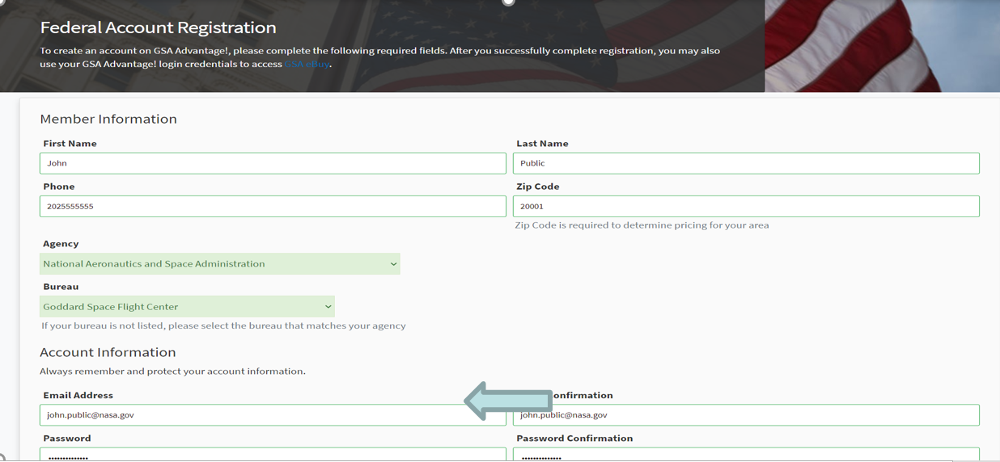 Federal Account Registration
To create an account on GSA Advantage!, please complete the following required fields. After you successfully complete registration, you may also
use your GSA Advantage! login credentials to access GSA eBuy.
Member Information
First Name Last Name
John Public
Phone Zip Code
2025555555 20001
Zip Code is required to determine pricing for your area
Agency
National Aeronautics and Space Administration
Bureau
Goddard Space Flight Center
If your bureau is not listed, please select the bureau that matches your agency
Account Information
Always remember and protect your account information.
Email Address onfirmation
john.public@nasa.gov john.public@nasa.gov
Password Password Confirmation
•••••••••••••• ••••••••••••••